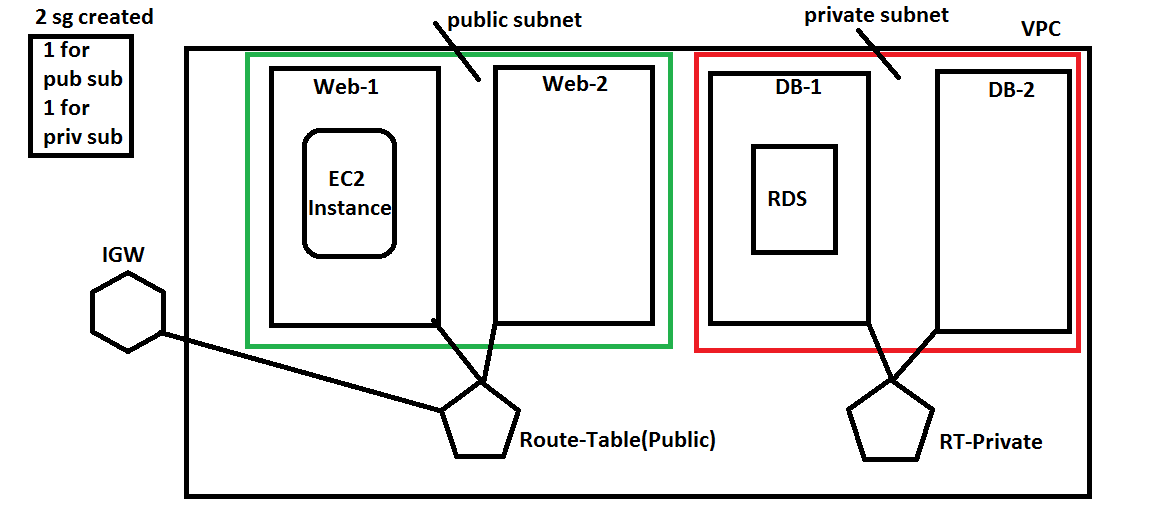 2 sg created
1 for
pub sub
1 for
priv sub
public subnet
private subnet
VPC
Web-1
Web-2
DB-1
DB-2
EC2
Instance
RDS
IGW
Route-Table(Public)
RT-Private